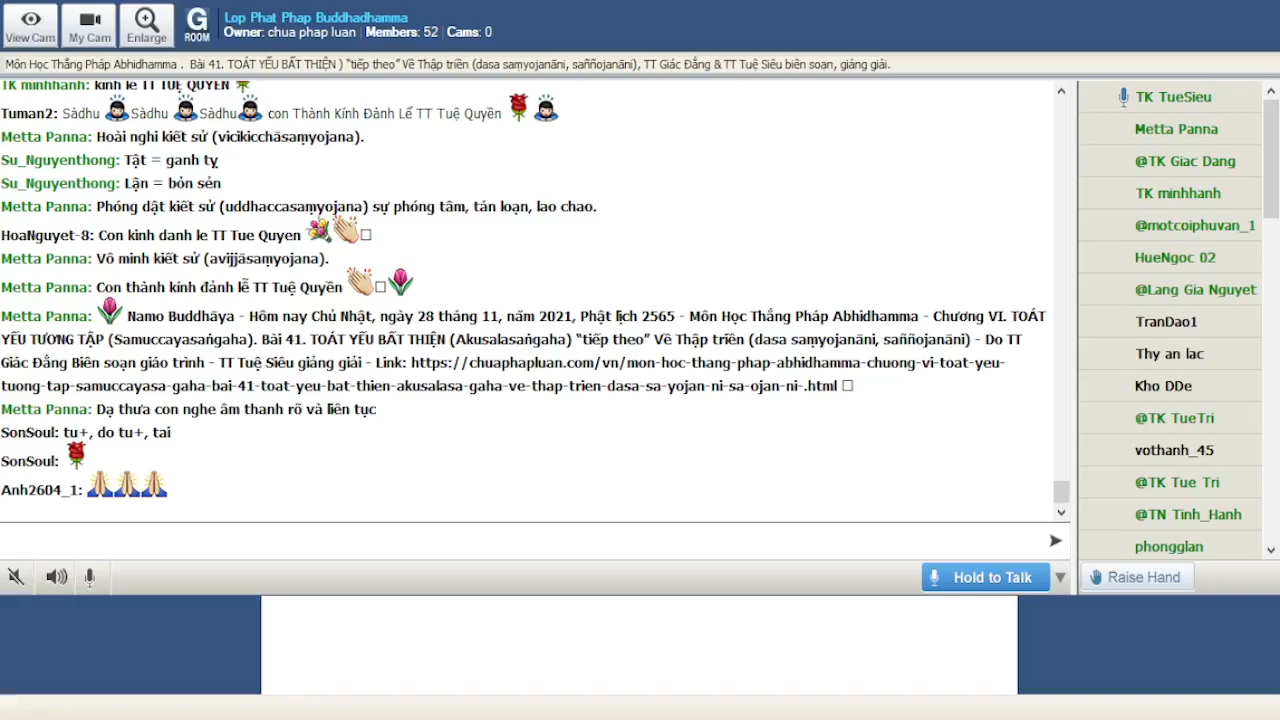 Lop Phat Phap Buddhadhamma
Owner: chua phap luan | Members: 52 | Cams: 0
View Cam
My Cam
Enlarge
G
ROOM
Môn Học Thắng Pháp Abhidhamma . Bài 41. TOÁT YẾU BẤT THIỆN ) “tiếp theo” Về Thập triền (dasa saṃyojanāni, saññojanāni), TT Giác Đẳng & TT Tuệ Siêu biên soạn, giảng giải.
TK minhhanh: kinh le TT TUỆ QUYEN
Tuman2: Sàdhu Sàdhu Sàdhu con Thành Kính Đảnh Lể TT Tuệ Quyền
Metta Panna: Hoài nghi kiết sử (vicikicchāsaṃyojana).
Su_Nguyenthong: Tật = ganh tỵ
Su_Nguyenthong: Lận = bỏn sẻn
Metta Panna: Phóng dật kiết sử (uddhaccasaṃyojana) sự phóng tâm, tán loạn, lao chao.
HoaNguyet-8: Con kinh danh le TT Tue Quyen
Metta Panna: Vô minh kiết sử (avijjāsaṃyojana).
Metta Panna: Con thành kính đảnh lễ TT Tuệ Quyền
Metta Panna: Namo Buddhāya - Hôm nay Chủ Nhật, ngày 28 tháng 11, năm 2021, Phật lịch 2565 - Môn Học Thắng Pháp Abhidhamma - Chương VI. TOÁT
YẾU TƯƠNG TẬP (Samuccayasaṅgaha). Bài 41. TOÁT YẾU BẤT THIỆN (Akusalasaṅgaha) “tiếp theo” Về Thập triền (dasa saṃyojanāni, saññojanāni) - Do TT
Giác Đẳng Biên soạn giáo trình - TT Tuệ Siêu giảng giải - Link: https://chuaphapluan.com/vn/mon-hoc-thang-phap-abhidhamma-chuong-vi-toat-yeu-
tuong-tap-samuccayasa-gaha-bai-41-toat-yeu-bat-thien-akusalasa-gaha-ve-thap-trien-dasa-sa-yojan-ni-sa-ojan-ni-.html
Metta Panna: Dạ thưa con nghe âm thanh rõ và liên tục
SonSoul: tu+, do tu+, tai
SonSoul:
Anh2604_1:
TK TueSieu
Metta Panna
@TK Giac Dang
TK minhhanh
@motcoiphuvan_1
HueNgoc 02
@Lang Gia Nguyet
TranDao1
Thy an lac
Kho DDe
@TK TueTri
vothanh_45
@TK Tue Tri
@TN Tinh_Hanh
phongglan
Hold to Talk
Raise Hand